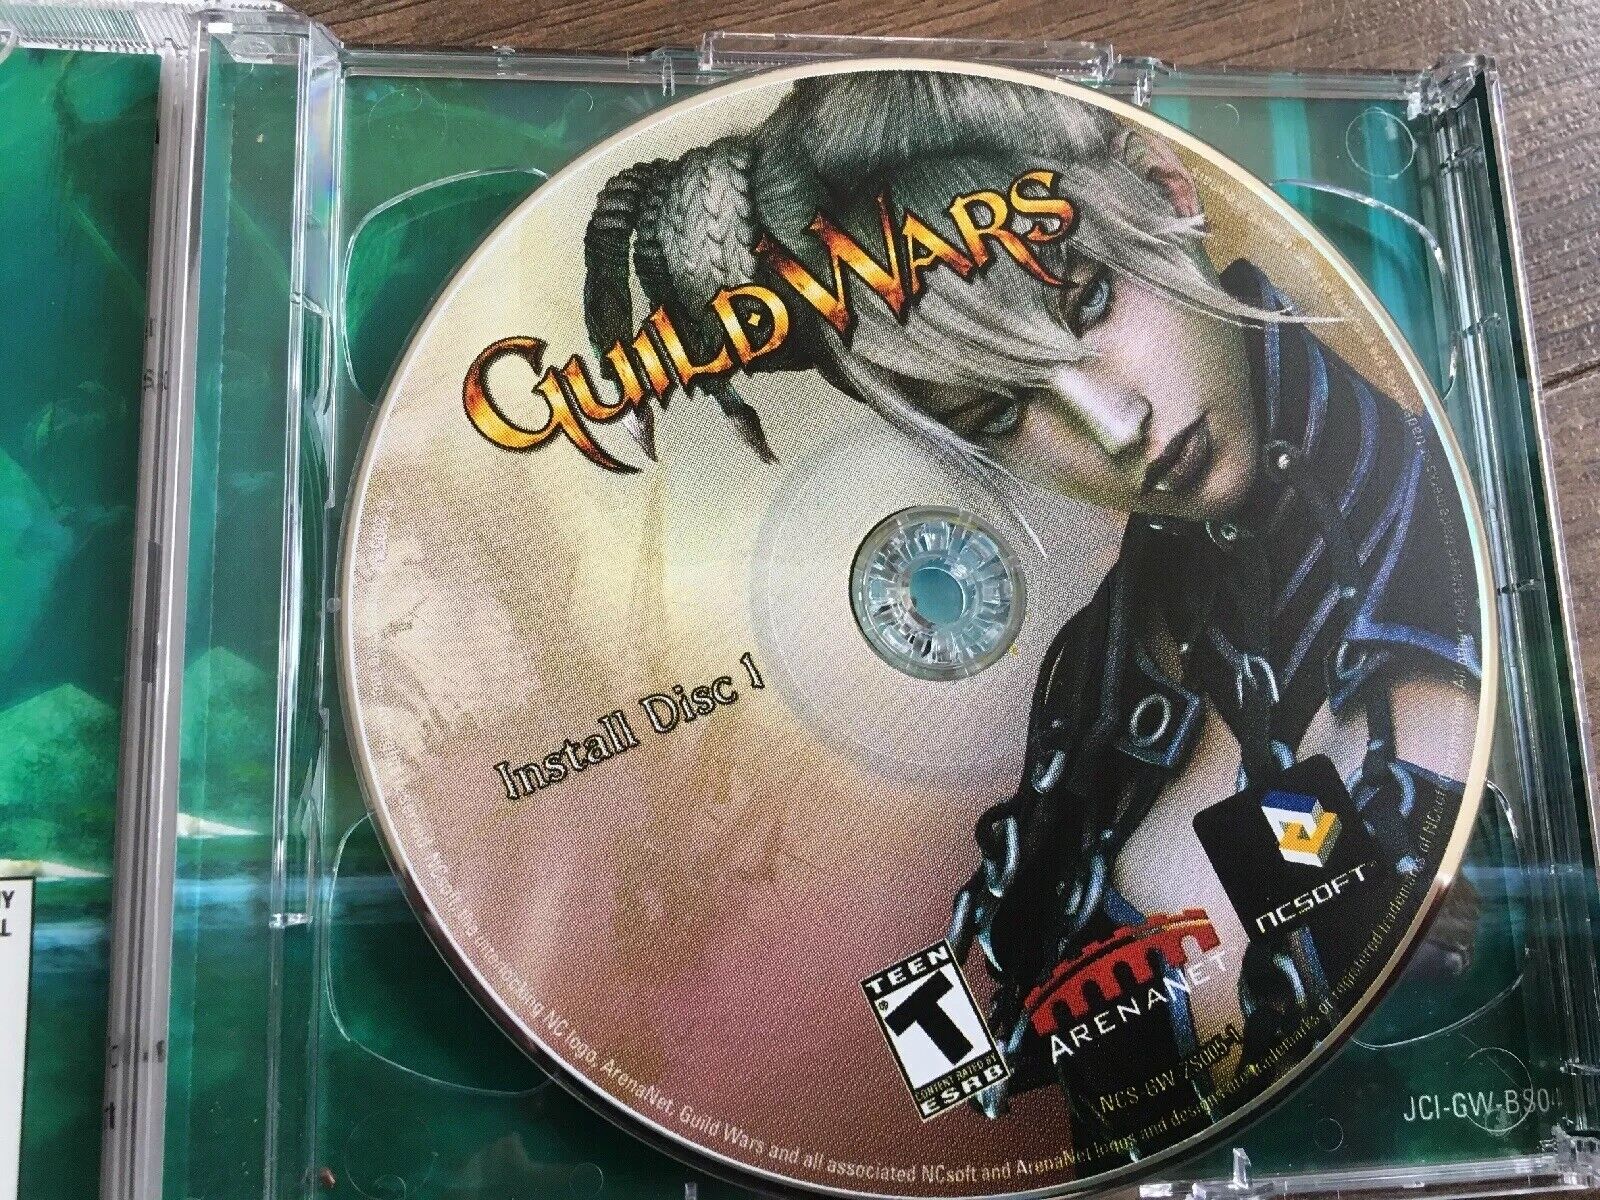 GUILD WARS
Install Disc 1
TEEN
T
CONTENT RATED BY
ESRB
ARENANET
NCSOFT
NCS-GW-ZS005-1
NCsoft, the interlocking NC logo, ArenaNet, Guild Wars and all associated NCsoft and ArenaNet logos and designs are trademarks or registered trademarks of NCsoft
JCI-GW-BS04